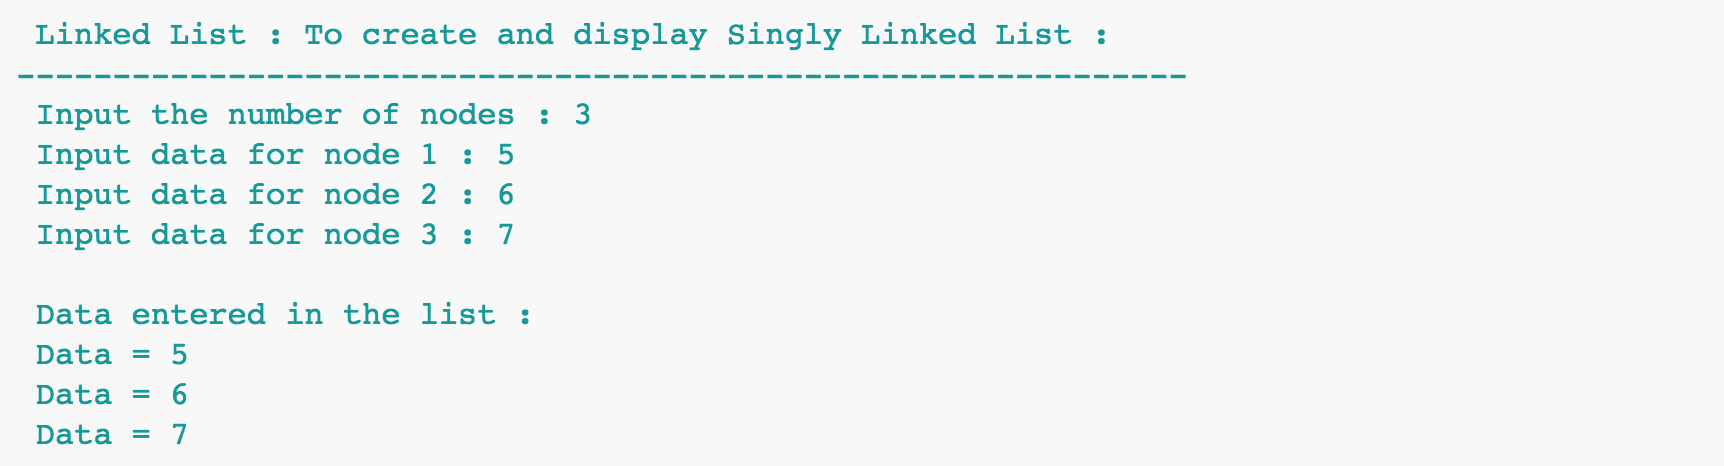 Linked List : To create and display Singly Linked List :
-------------------------------------------------------------
Input the number of nodes : 3
Input data for node 1 : 5
Input data for node 2 : 6
Input data for node 3 : 7
Data entered in the list :
Data = 5
Data = 6
Data = 7